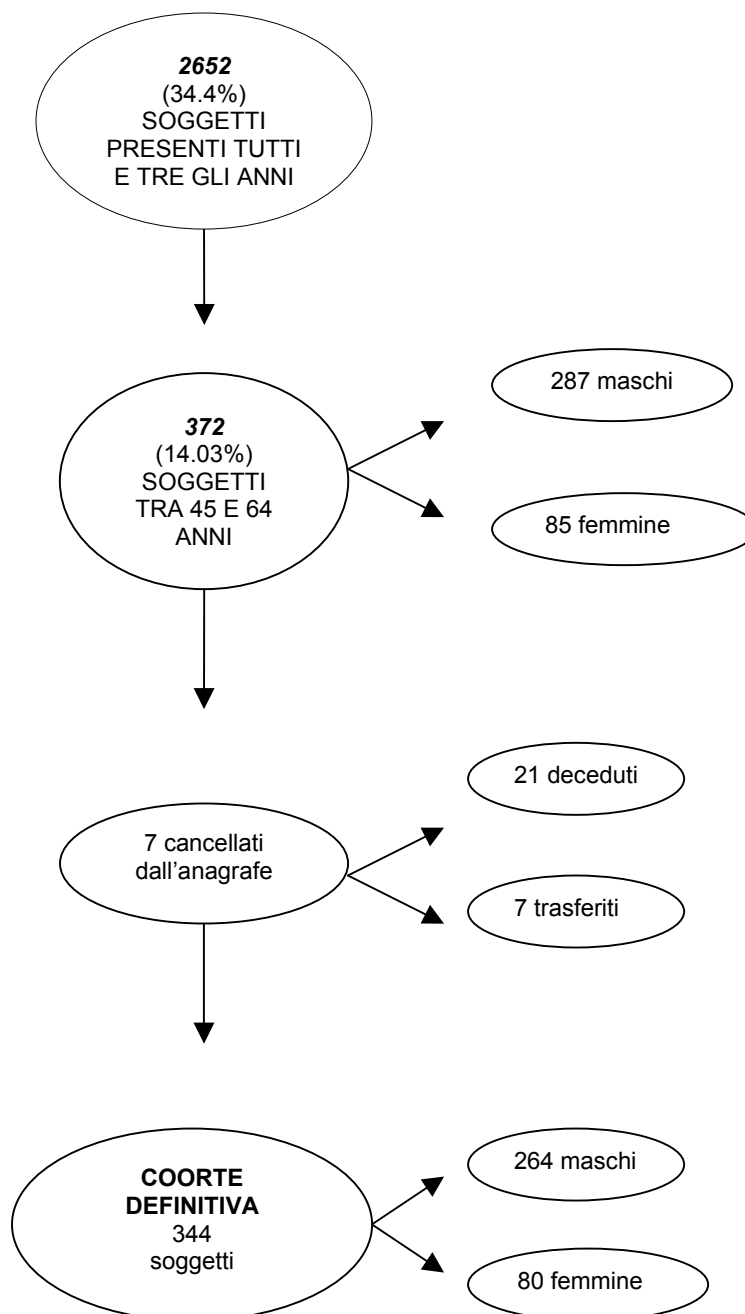 2652
(34.4%)
SOGGETTI
PRESENTI TUTTI
E TRE GLI ANNI
372
(14.03%)
SOGGETTI
TRA 45 E 64
ANNI
287 maschi
85 femmine
7 cancellati
dall’anagrafe
21 deceduti
7 trasferiti
COORTE
DEFINITIVA
344
soggetti
264 maschi
80 femmine